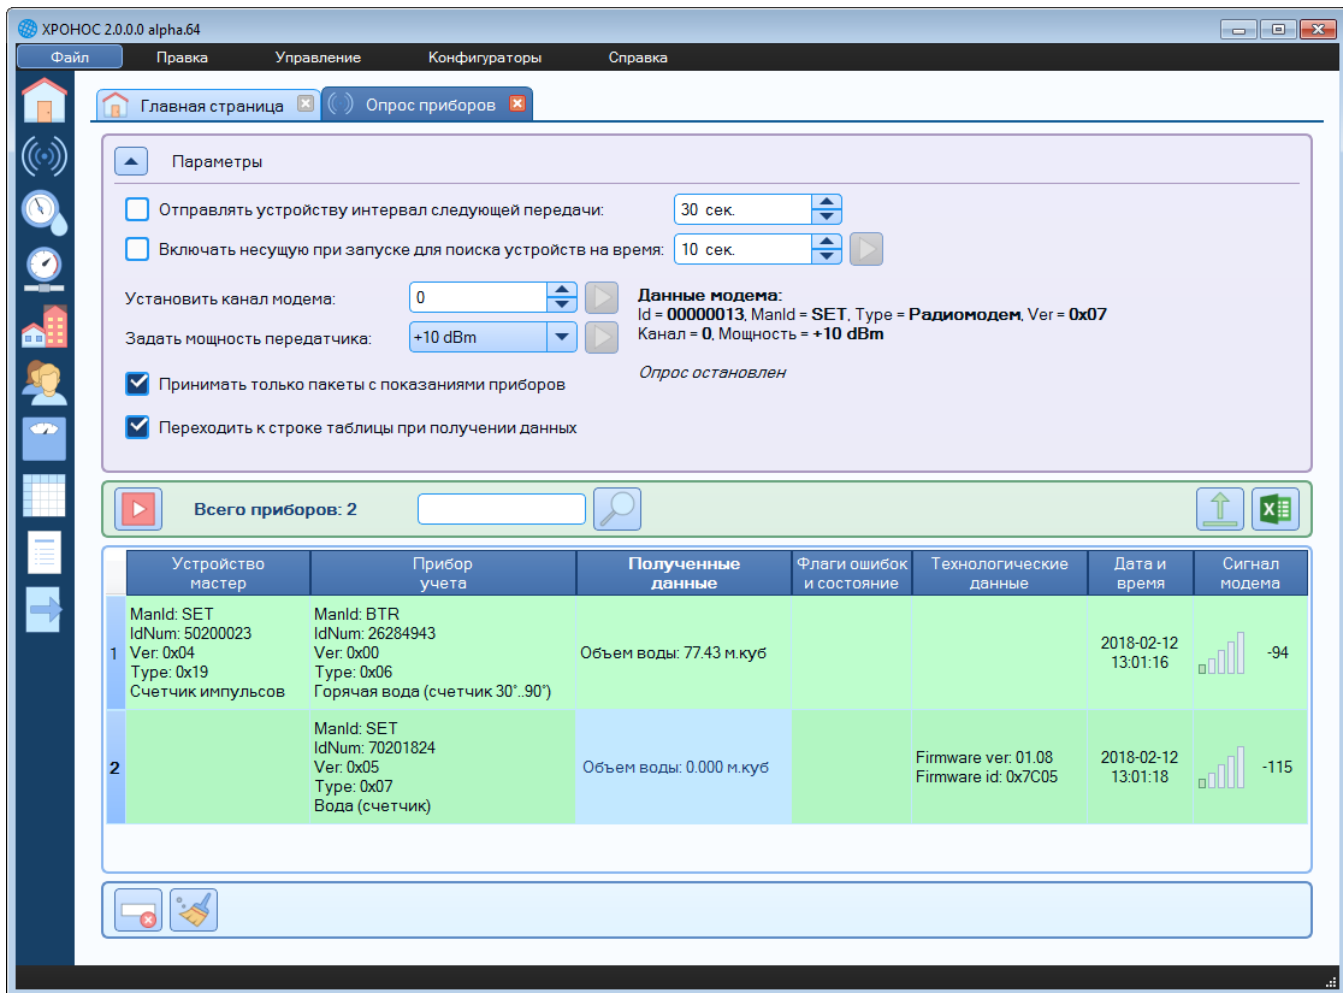 ХРОНОС 2.0.0.0 alpha.64
Файл Правка Управление Конфигураторы Справка
Главная страница Опрос приборов
Параметры
Отправлять устройству интервал следующей передачи: 30 сек.
Включать несущую при запуске для поиска устройств на время: 10 сек.
Установить канал модема: 0
Задать мощность передатчика: +10 dBm
Данные модема:
Id = 00000013, ManId = SET, Type = Радиомодем, Ver = 0x07
Канал = 0, Мощность = +10 dBm
Опрос остановлен
Принимать только пакеты с показаниями приборов
Переходить к строке таблицы при получении данных
Всего приборов: 2
Устройство мастер
Прибор учета
Полученные данные
Флаги ошибок и состояние
Технологические данные
Дата и время
Сигнал модема
1
ManId: SET
IdNum: 50200023
Ver: 0x04
Type: 0x19
Счетчик импульсов
ManId: BTR
IdNum: 26284943
Ver: 0x00
Type: 0x06
Горячая вода (счетчик 30°..90°)
Объем воды: 77.43 м.куб
2018-02-12
13:01:16
-94
2
ManId: SET
IdNum: 70201824
Ver: 0x05
Type: 0x07
Вода (счетчик)
Объем воды: 0.000 м.куб
Firmware ver: 01.08
Firmware id: 0x7C05
2018-02-12
13:01:18
-115